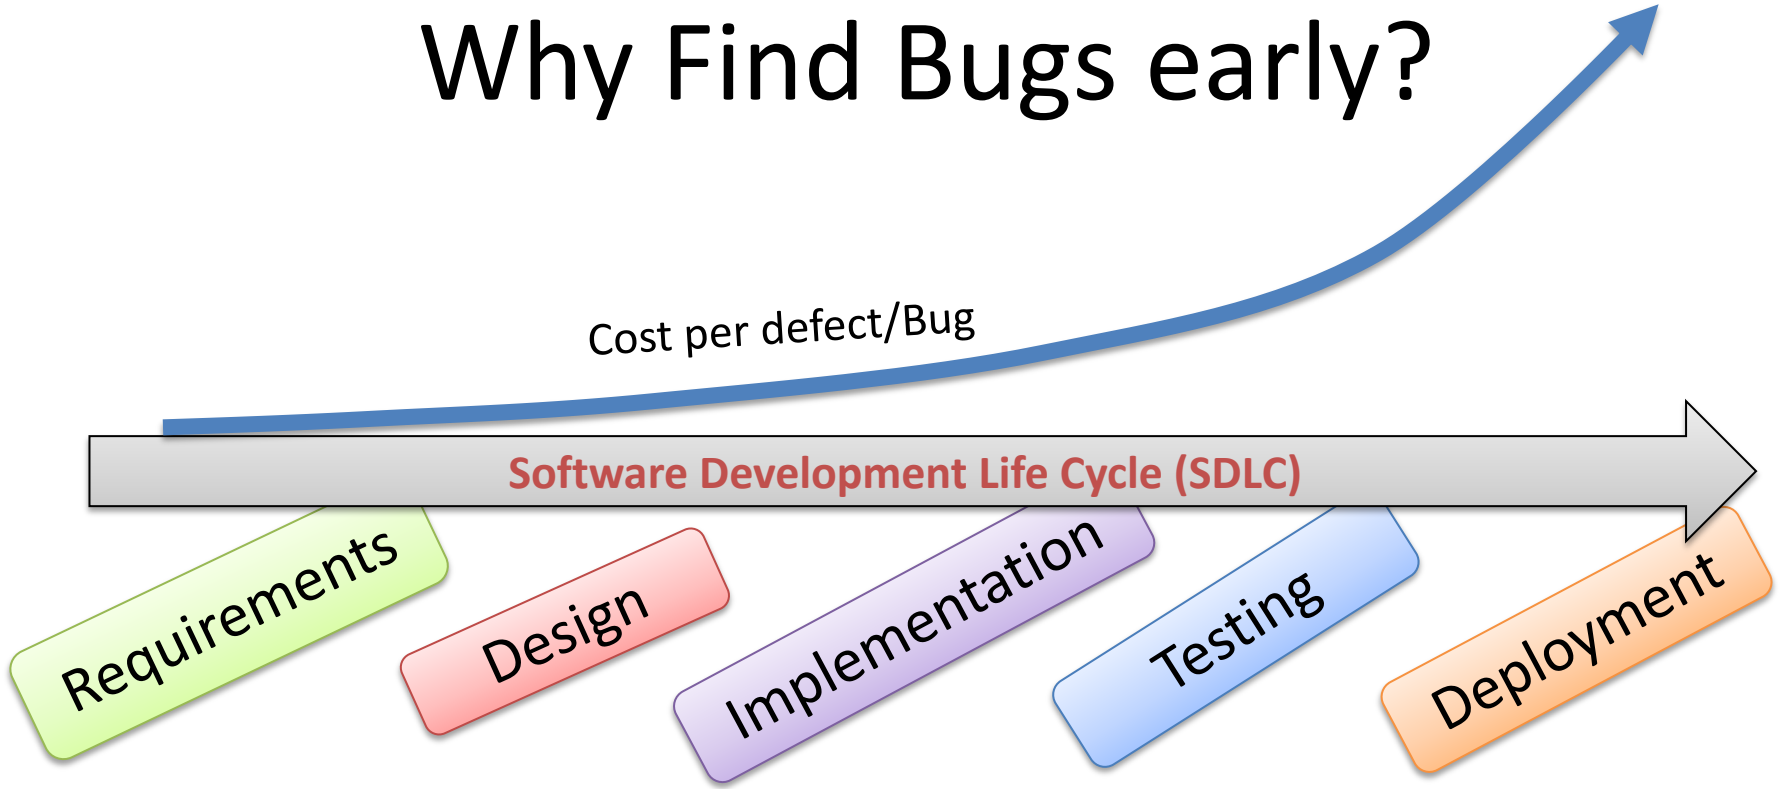 Why Find Bugs early?
Cost per defect/Bug
Software Development Life Cycle (SDLC)
Requirements
Design
Implementation
Testing
Deployment